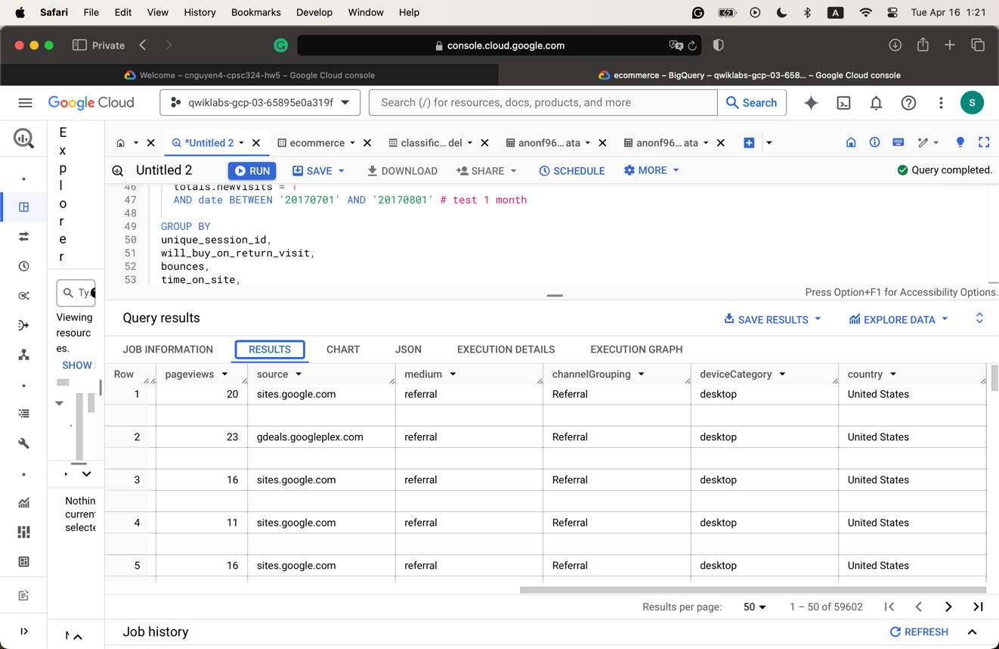 Safari File Edit View History Bookmarks Develop Window Help A Tue Apr 16 1:21
Private console.cloud.google.com
Welcome – cnguyen4-cpsc324-hw5 – Google Cloud console ecommerce – BigQuery – qwiklabs-gcp-03-658... – Google Cloud console
Google Cloud qwiklabs-gcp-03-65895e0a319f Search (/) for resources, docs, products, and more Search S
Explorer
*Untitled 2 ecommerce classific... del anonf96... ata anonf96... ata
Untitled 2 RUN SAVE DOWNLOAD SHARE SCHEDULE MORE Query completed.
46 totals.newVisits = 1
47 AND date BETWEEN '20170701' AND '20170801' # test 1 month
48
49 GROUP BY
50 unique_session_id,
51 will_buy_on_return_visit,
52 bounces,
53 time_on_site,
Press Option+F1 for Accessibility Options.
Ty
Viewing
resourc
es.
SHOW
Nothin
curren
selecte
Query results SAVE RESULTS EXPLORE DATA
JOB INFORMATION RESULTS CHART JSON EXECUTION DETAILS EXECUTION GRAPH
Row pageviews source medium channelGrouping deviceCategory country
1 20 sites.google.com referral Referral desktop United States
2 23 gdeals.googleplex.com referral Referral desktop United States
3 16 sites.google.com referral Referral desktop United States
4 11 sites.google.com referral Referral desktop United States
5 16 sites.google.com referral Referral desktop United States
Results per page: 50 1 – 50 of 59602
Job history REFRESH